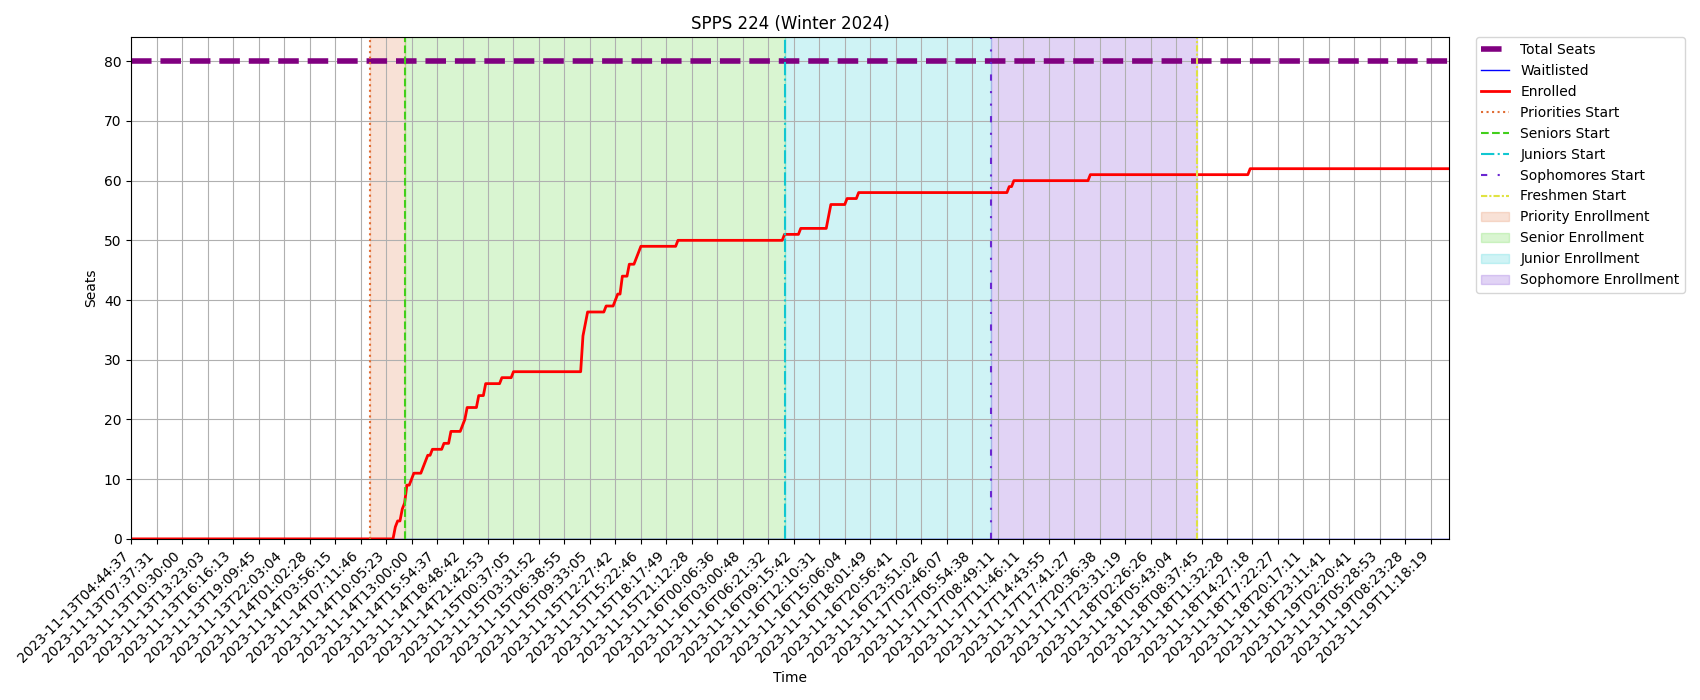 SPPS 224 (Winter 2024)
Total Seats
Waitlisted
Enrolled
Priorities Start
Seniors Start
Juniors Start
Sophomores Start
Freshmen Start
Priority Enrollment
Senior Enrollment
Junior Enrollment
Sophomore Enrollment
Seats
80
70
60
50
40
30
20
10
0
2023-11-13T04:44:37
2023-11-13T07:37:31
2023-11-13T10:30:00
2023-11-13T13:23:03
2023-11-13T16:16:13
2023-11-13T19:09:45
2023-11-13T22:03:04
2023-11-14T01:02:28
2023-11-14T03:56:15
2023-11-14T07:11:46
2023-11-14T10:05:23
2023-11-14T13:00:00
2023-11-14T15:54:37
2023-11-14T18:48:42
2023-11-14T21:42:53
2023-11-15T00:37:05
2023-11-15T03:31:52
2023-11-15T06:38:55
2023-11-15T09:33:05
2023-11-15T12:27:42
2023-11-15T15:22:46
2023-11-15T18:17:49
2023-11-15T21:12:28
2023-11-16T00:06:36
2023-11-16T03:00:48
2023-11-16T06:21:32
2023-11-16T09:15:42
2023-11-16T12:10:31
2023-11-16T15:06:04
2023-11-16T18:01:49
2023-11-16T20:56:41
2023-11-16T23:51:02
2023-11-17T02:46:07
2023-11-17T05:54:38
2023-11-17T08:49:11
2023-11-17T11:46:11
2023-11-17T14:43:55
2023-11-17T17:41:27
2023-11-17T20:36:38
2023-11-17T23:31:19
2023-11-18T02:26:26
2023-11-18T05:43:04
2023-11-18T08:37:45
2023-11-18T11:32:28
2023-11-18T14:27:18
2023-11-18T17:22:27
2023-11-18T20:17:11
2023-11-18T23:11:41
2023-11-19T02:20:41
2023-11-19T05:28:53
2023-11-19T08:23:28
2023-11-19T11:18:19
Time